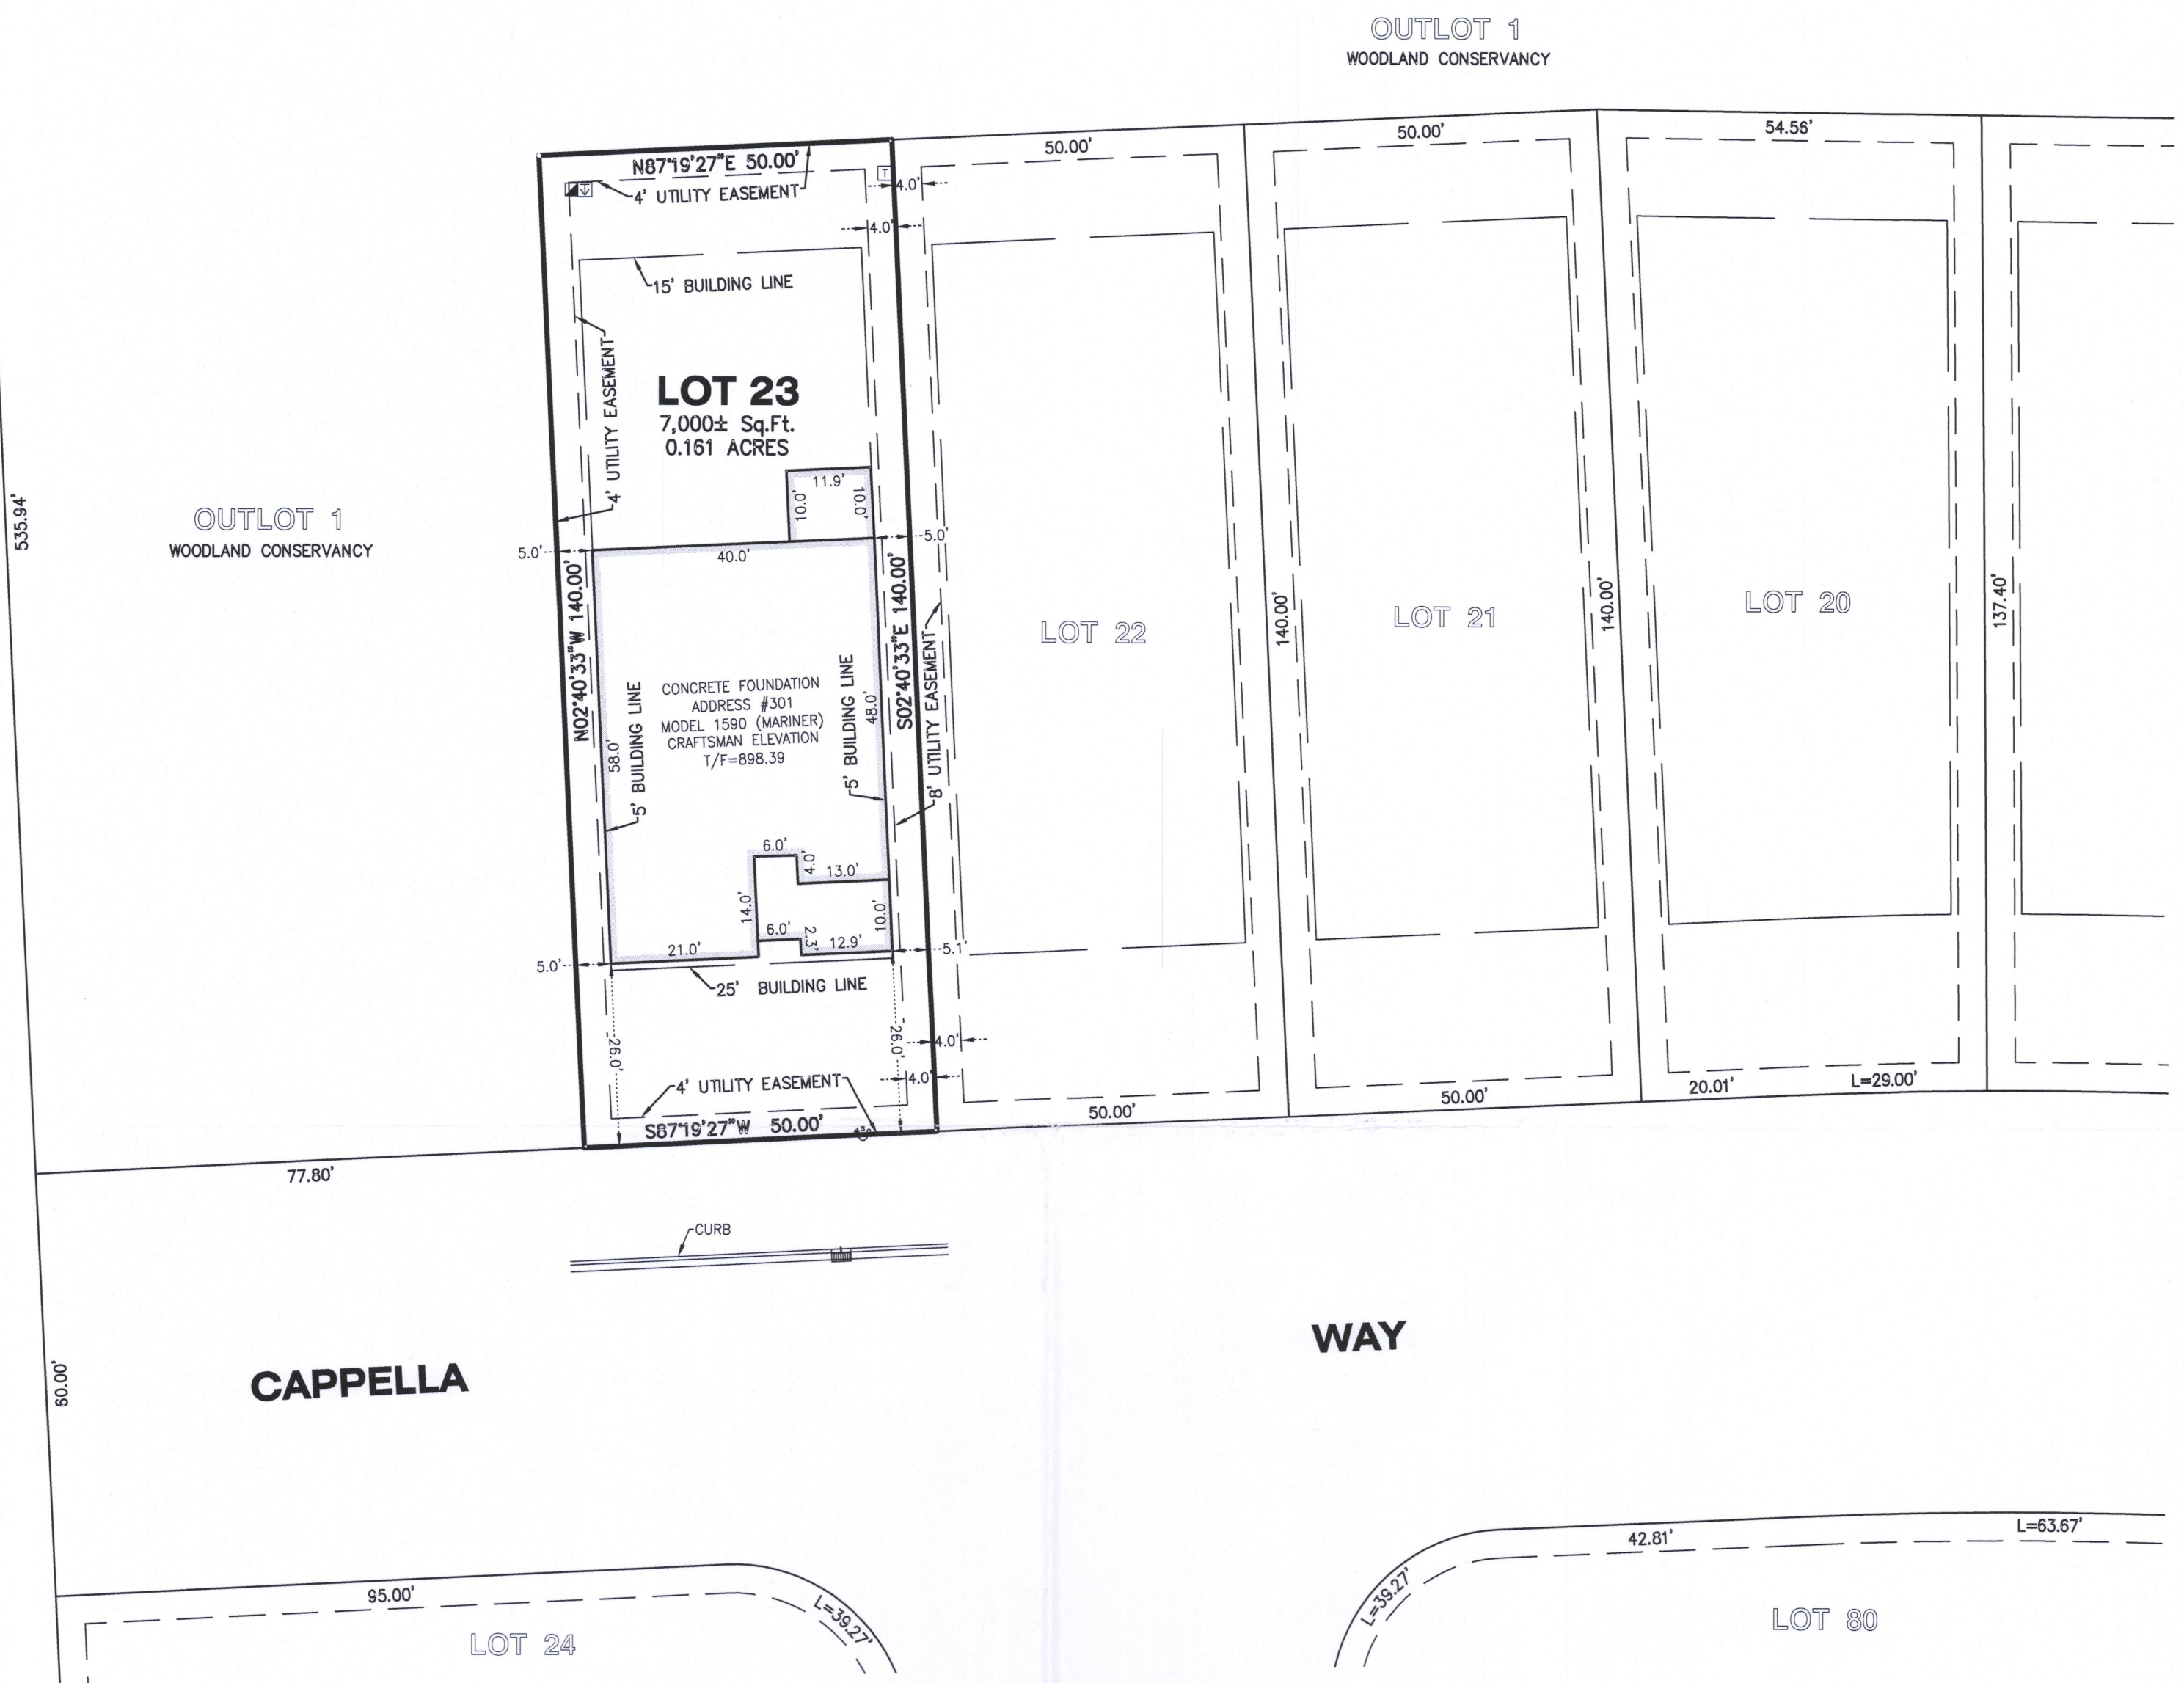 OUTLOT 1
WOODLAND CONSERVANCY
N87°19'27"E 50.00'
50.00'
50.00'
54.56'
4' UTILITY EASEMENT
T
4.0'
4.0'
15' BUILDING LINE
4' UTILITY EASEMENT
LOT 23
7,000± Sq.Ft.
0.161 ACRES
535.94'
OUTLOT 1
WOODLAND CONSERVANCY
11.9'
10.0'
10.0'
5.0'
40.0'
5.0'
N02°40'33"W 140.00'
S02°40'33"E 140.00'
8' UTILITY EASEMENT
LOT 22
140.00'
LOT 21
140.00'
LOT 20
137.40'
CONCRETE FOUNDATION
ADDRESS #301
MODEL 1590 (MARINER)
CRAFTSMAN ELEVATION
T/F=898.39
58.0'
5' BUILDING LINE
5' BUILDING LINE
48.0'
6.0'
4.0'
13.0'
14.0'
10.0'
6.0'
2.3'
12.9'
21.0'
5.0'
5.1'
25' BUILDING LINE
26.0'
26.0'
4.0'
4.0'
4' UTILITY EASEMENT
S87°19'27"W 50.00'
50.00'
50.00'
20.01'
L=29.00'
77.80'
CURB
60.00'
CAPPELLA
WAY
95.00'
L=39.27'
LOT 24
L=39.27'
42.81'
L=63.67'
LOT 80